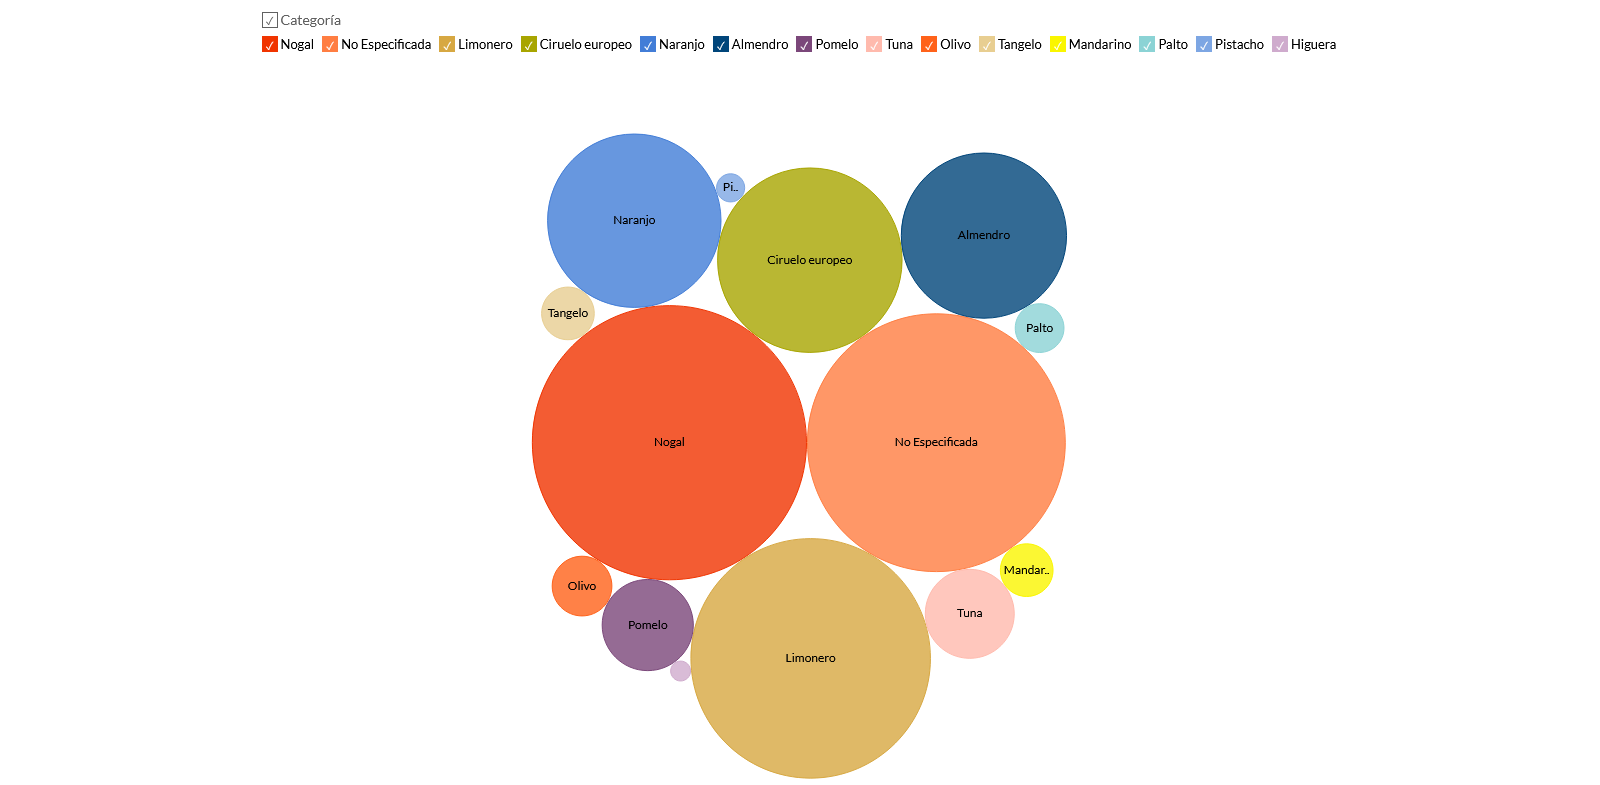 Categoría
Nogal No Especificada Limonero Ciruelo europeo Naranjo Almendro Pomelo Tuna Olivo Tangelo Mandarino Palto Pistacho Higuera
Naranjo
Pi..
Ciruelo europeo
Almendro
Tangelo
Palto
Nogal
No Especificada
Olivo
Mandar..
Pomelo
Tuna
Limonero